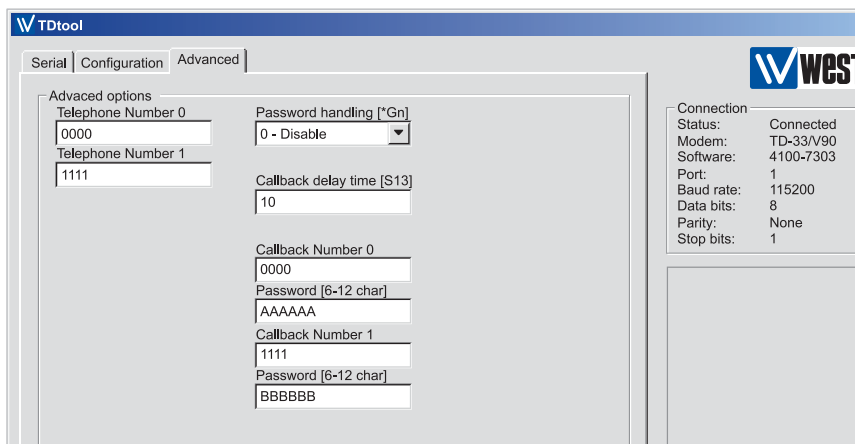 TDtool
Serial Configuration Advanced
Advaced options
Telephone Number 0
0000
Telephone Number 1
1111
Password handling [*Gn]
0 - Disable
Callback delay time [S13]
10
Callback Number 0
0000
Password [6-12 char]
AAAAAA
Callback Number 1
1111
Password [6-12 char]
BBBBBB
WEST
Connection
Status: Connected
Modem: TD-33/V90
Software: 4100-7303
Port: 1
Baud rate: 115200
Data bits: 8
Parity: None
Stop bits: 1